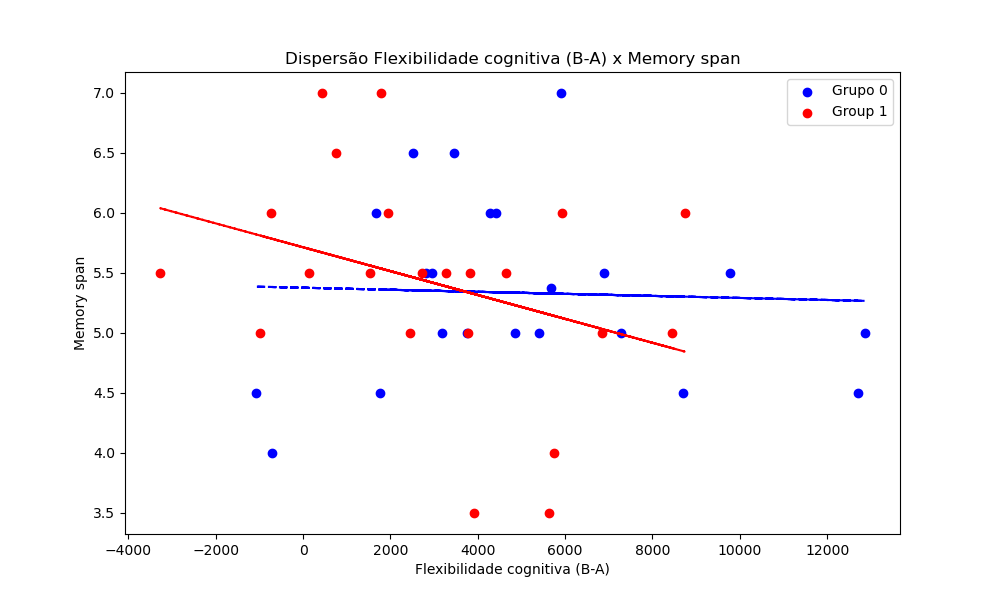 Dispersão Flexibilidade cognitiva (B-A) x Memory span
Grupo 0
Group 1
7.0
6.5
6.0
5.5
5.0
4.5
4.0
3.5
Memory span
−4000 −2000 0 2000 4000 6000 8000 10000 12000
Flexibilidade cognitiva (B-A)